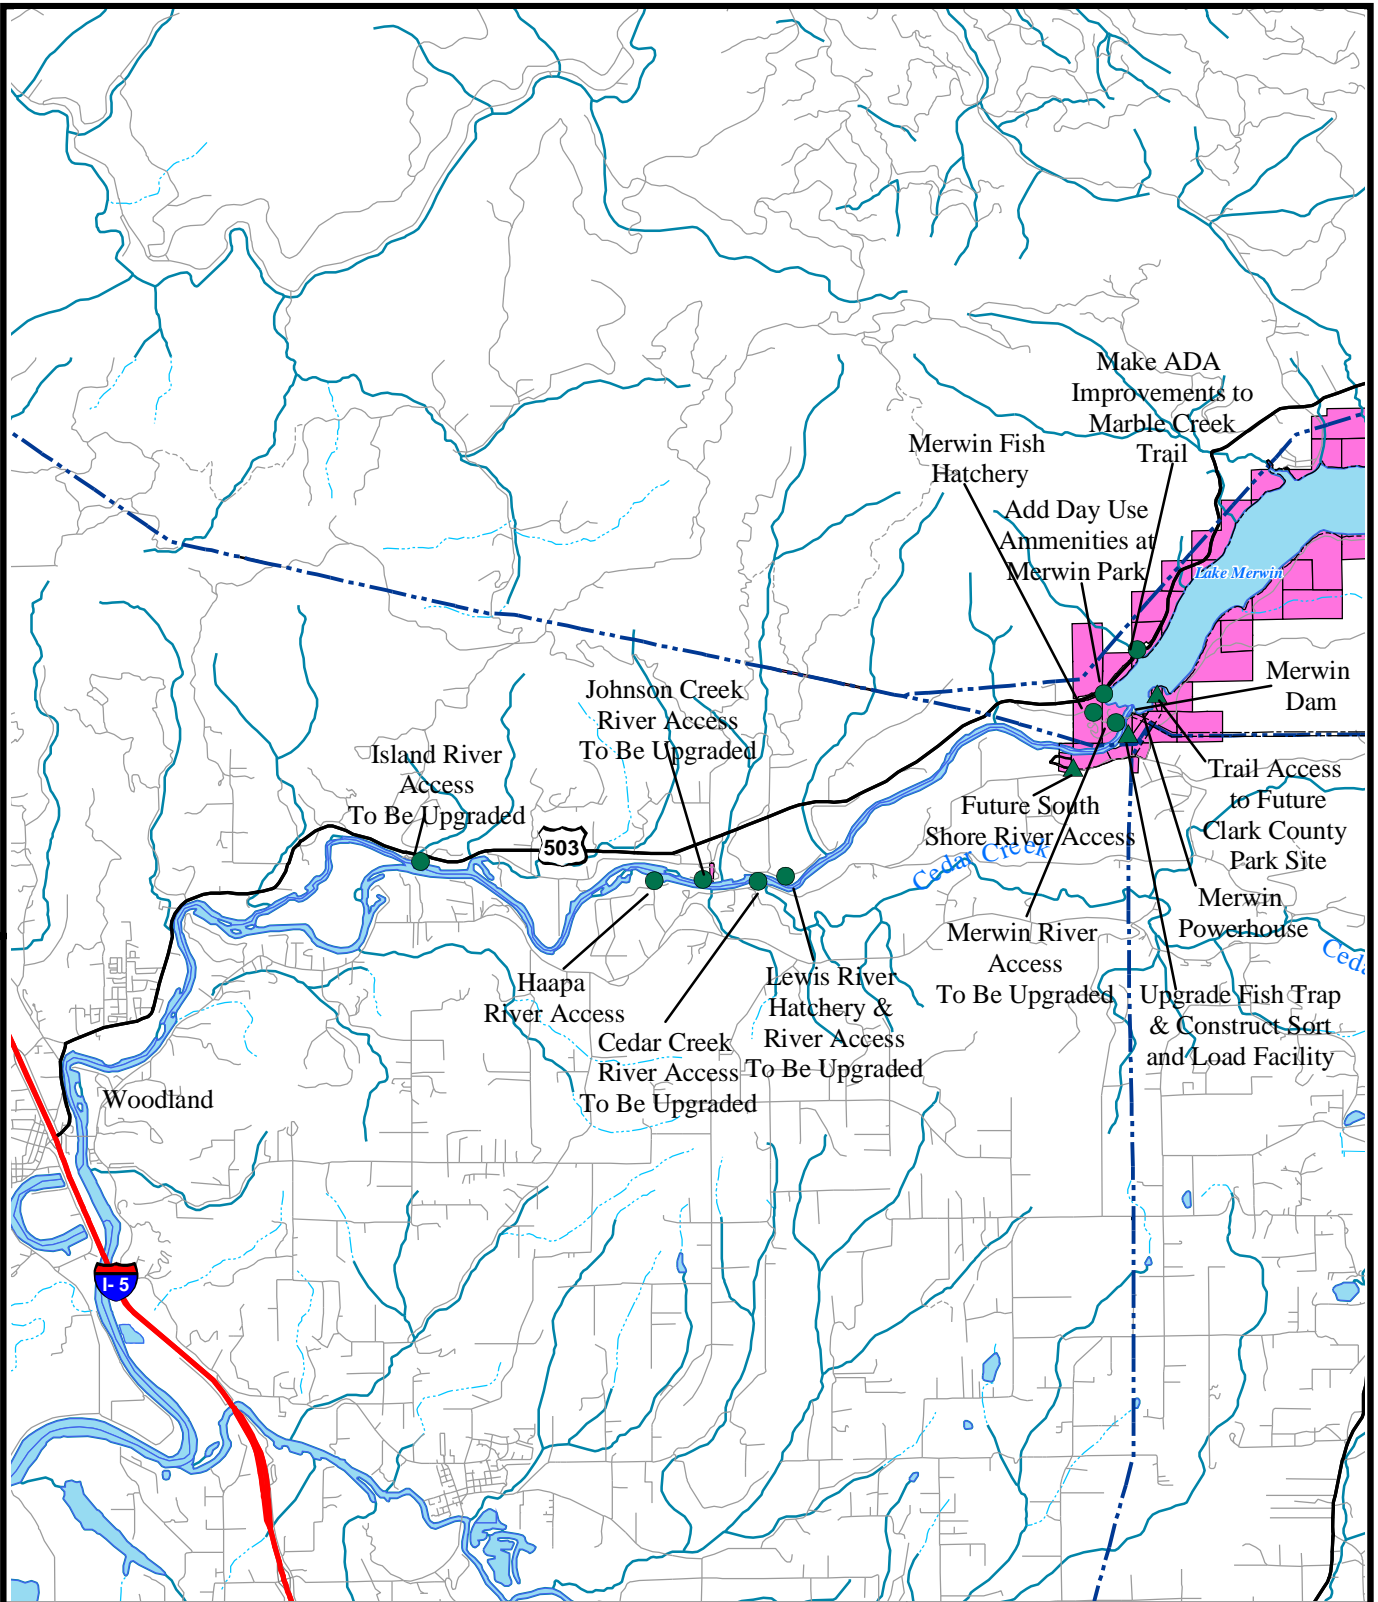 Make ADA
Improvements to
Marble Creek
Trail
Merwin Fish
Hatchery
Add Day Use
Ammenities at
Merwin Park
Lake Merwin
Merwin
Dam
Johnson Creek
River Access
To Be Upgraded
Island River
Access
To Be Upgraded
503
Trail Access
to Future
Clark County
Park Site
Future South
Shore River Access
Cedar Creek
Merwin
Powerhouse
Merwin River
Access
To Be Upgraded
Ceda
Haapa
River Access
Lewis River
Hatchery &
River Access
To Be Upgraded
Upgrade Fish Trap
& Construct Sort
and Load Facility
Cedar Creek
River Access
To Be Upgraded
Woodland
I- 5